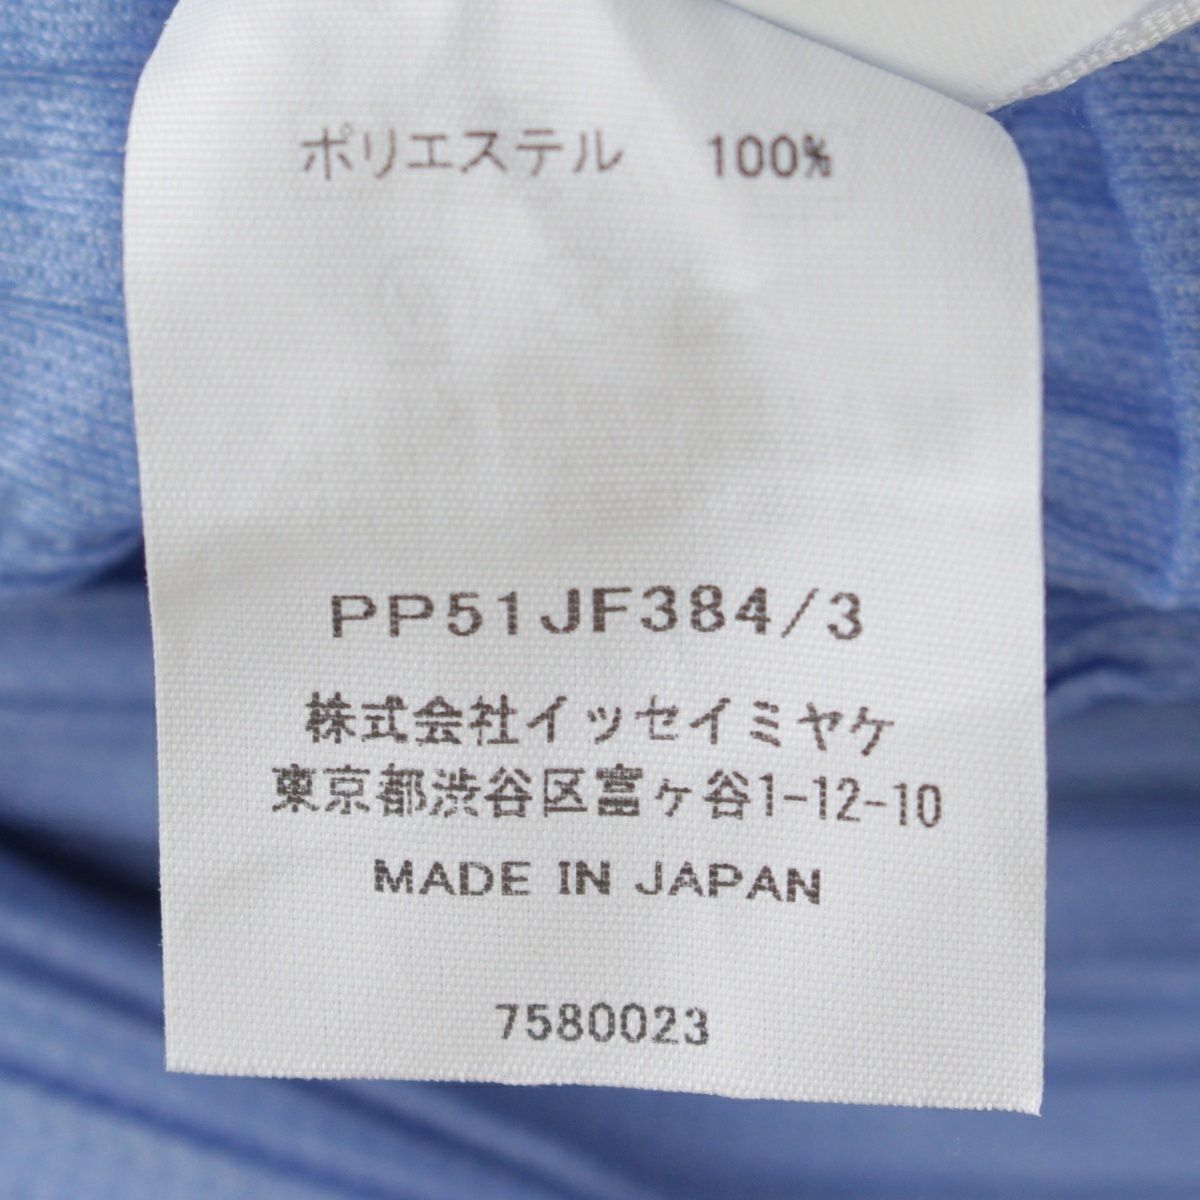 ポリエステル 100%
PP51JF384/3
株式会社イッセイミヤケ
東京都渋谷区富ヶ谷1-12-10
MADE IN JAPAN
7580023